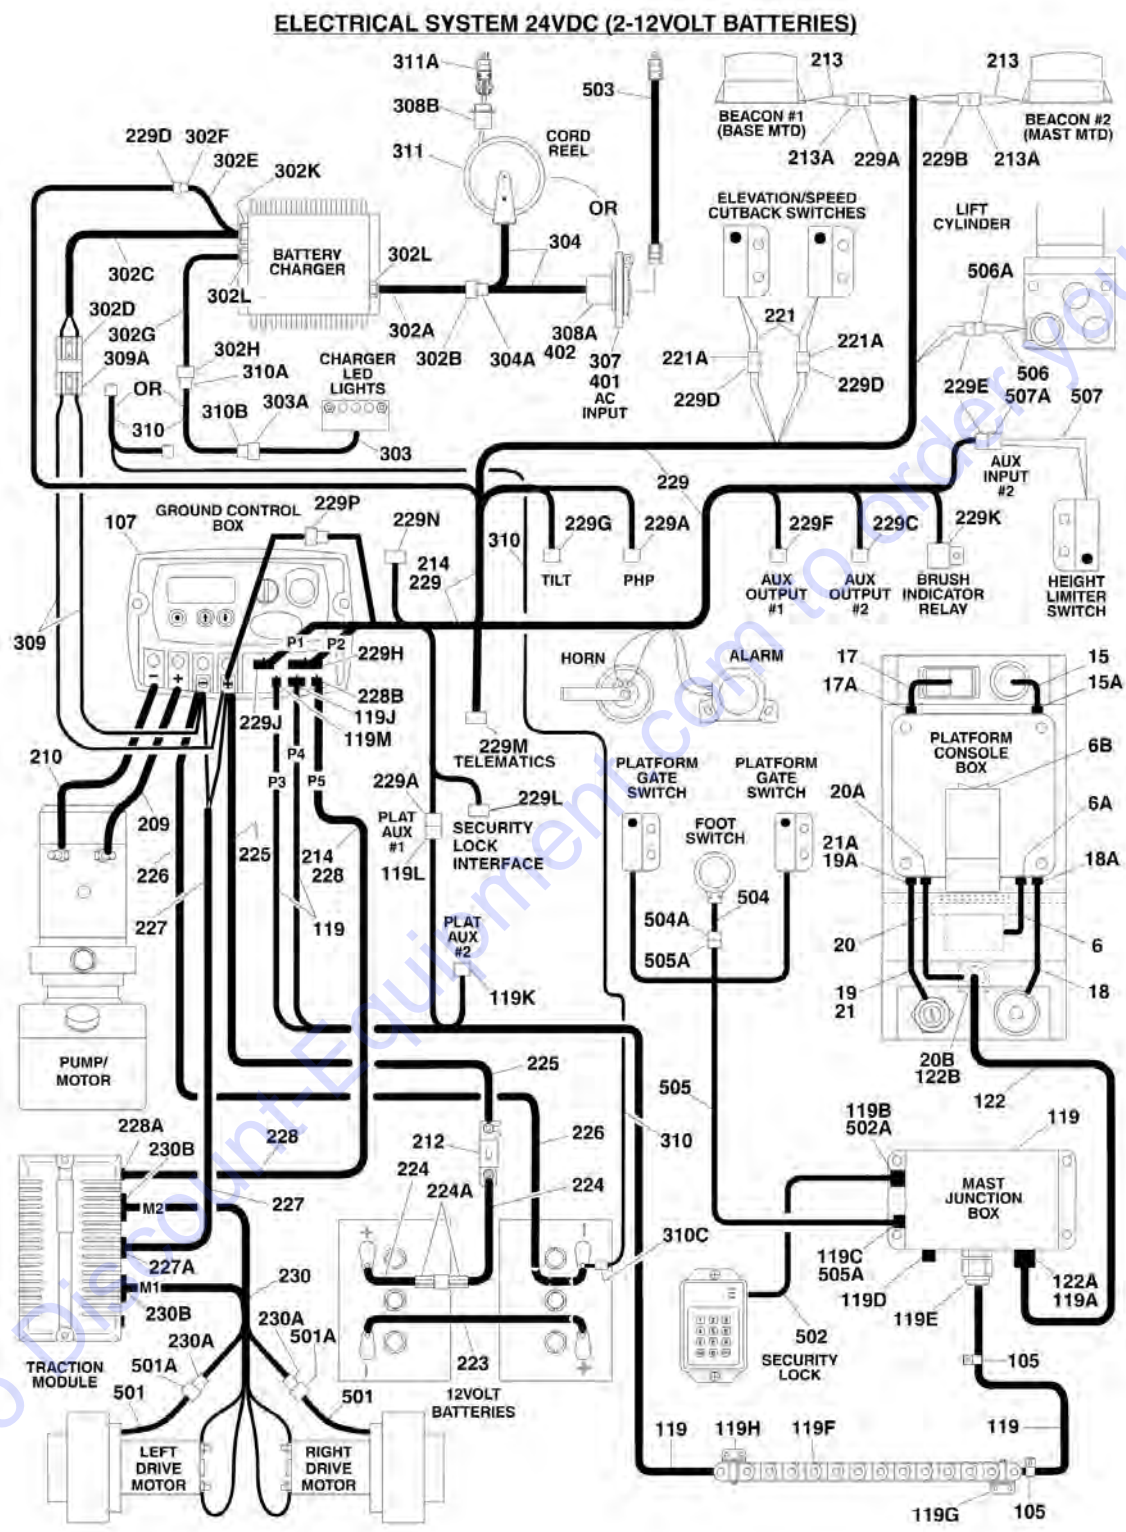 ELECTRICAL SYSTEM 24VDC (2-12VOLT BATTERIES)
311A
308B
311
CORD
REEL
503
213
213
BEACON #1
(BASE MTD)
BEACON #2
(MAST MTD)
213A
229A
229B
213A
229D
302F
302E
302K
BATTERY
CHARGER
302L
304
OR
302C
302L
302D
302G
309A
302A
302B
304A
308A
402
307
401
AC
INPUT
ELEVATION/SPEED
CUTBACK SWITCHES
LIFT
CYLINDER
506A
221
221A
221A
229D
229D
229E
506
507A
507
302H
310A
CHARGER
LED
LIGHTS
OR
310B
303A
310
303
AUX
INPUT
#2
229
107
GROUND CONTROL
BOX
229P
229N
214
229
310
229G
229A
TILT
PHP
229F
229C
229K
AUX
OUTPUT
#1
AUX
OUTPUT
#2
BRUSH
INDICATOR
RELAY
HEIGHT
LIMITER
SWITCH
309
P1
P2
229H
228B
229J
119J
119M
P4
P3
P5
HORN
ALARM
229M
TELEMATICS
17
17A
15
15A
PLATFORM
CONSOLE
BOX
6B
210
209
226
227
225
214
228
119
229A
PLAT
AUX
#1
119L
229L
SECURITY
LOCK
INTERFACE
PLATFORM
GATE
SWITCH
PLATFORM
GATE
SWITCH
FOOT
SWITCH
504
504A
505A
20A
21A
19A
6A
18A
20
6
19
21
18
20B
122B
122
PLAT
AUX
#2
119K
PUMP/
MOTOR
225
505
228A
230B
228
212
226
310
119B
502A
119
M2
227
224
224A
224
MAST
JUNCTION
BOX
227A
M1
230B
230
+
−
310C
119C
505A
119D
119E
122A
119A
230A
230A
501A
501A
TRACTION
MODULE
501
501
223
−
+
12VOLT
BATTERIES
502
SECURITY
LOCK
105
LEFT
DRIVE
MOTOR
RIGHT
DRIVE
MOTOR
119
119H
119F
119
119G
105
Discount-Equipment.com to order